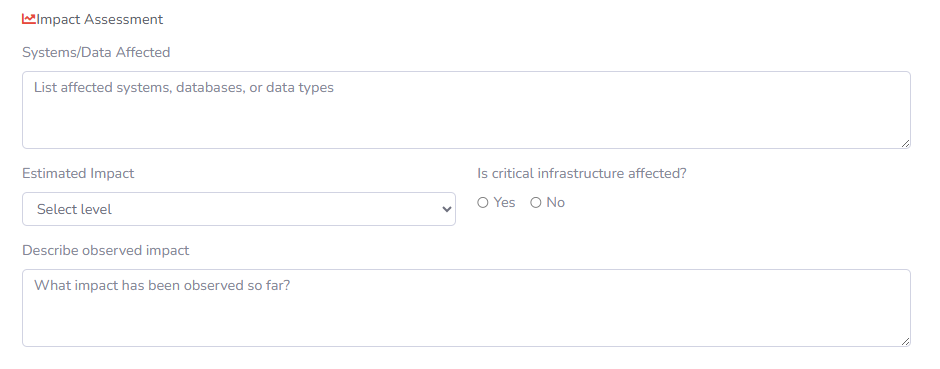 Impact Assessment
Systems/Data Affected
List affected systems, databases, or data types
Estimated Impact
Is critical infrastructure affected?
Select level
Yes
No
Describe observed impact
What impact has been observed so far?